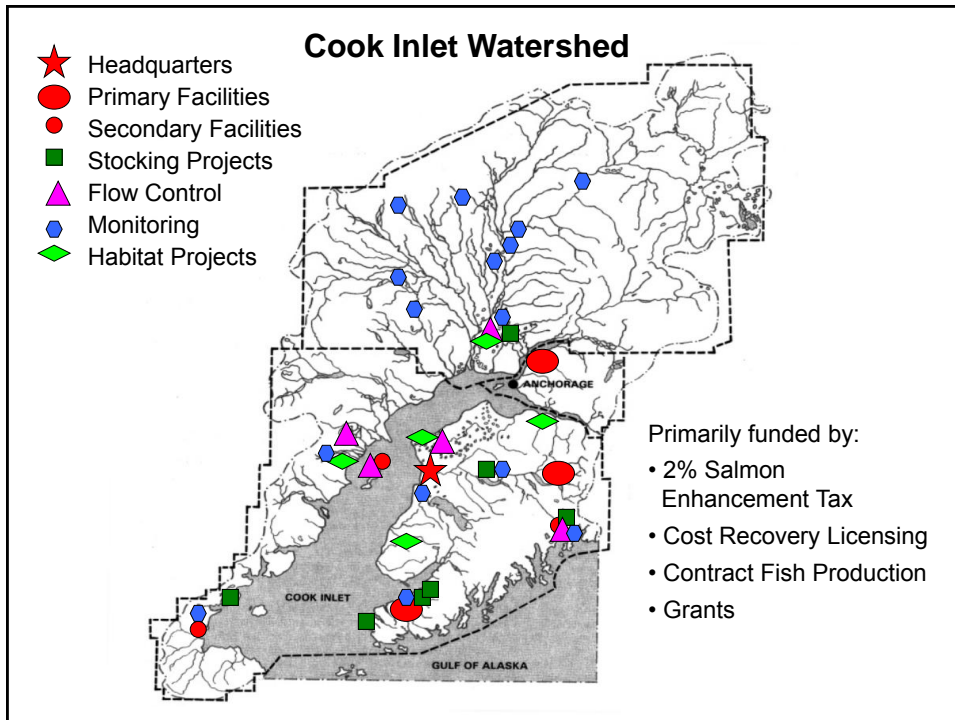 Cook Inlet Watershed
Headquarters
Primary Facilities
Secondary Facilities
Stocking Projects
Flow Control
Monitoring
Habitat Projects
ANCHORAGE
Primarily funded by:
• 2% Salmon
Enhancement Tax
• Cost Recovery Licensing
• Contract Fish Production
• Grants
COOK INLET
GULF OF ALASKA